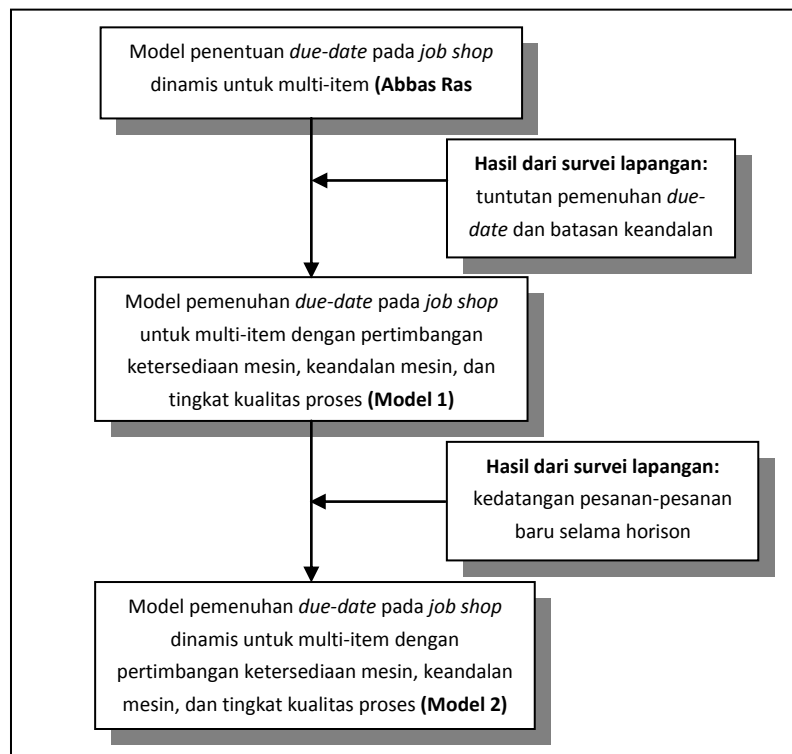 Model penentuan due-date pada job shop
dinamis untuk multi-item (Abbas Ras
Hasil dari survei lapangan:
tuntutan pemenuhan due-
date dan batasan keandalan
Model pemenuhan due-date pada job shop
untuk multi-item dengan pertimbangan
ketersediaan mesin, keandalan mesin, dan
tingkat kualitas proses (Model 1)
Hasil dari survei lapangan:
kedatangan pesanan-pesanan
baru selama horison
Model pemenuhan due-date pada job shop
dinamis untuk multi-item dengan
pertimbangan ketersediaan mesin, keandalan
mesin, dan tingkat kualitas proses (Model 2)